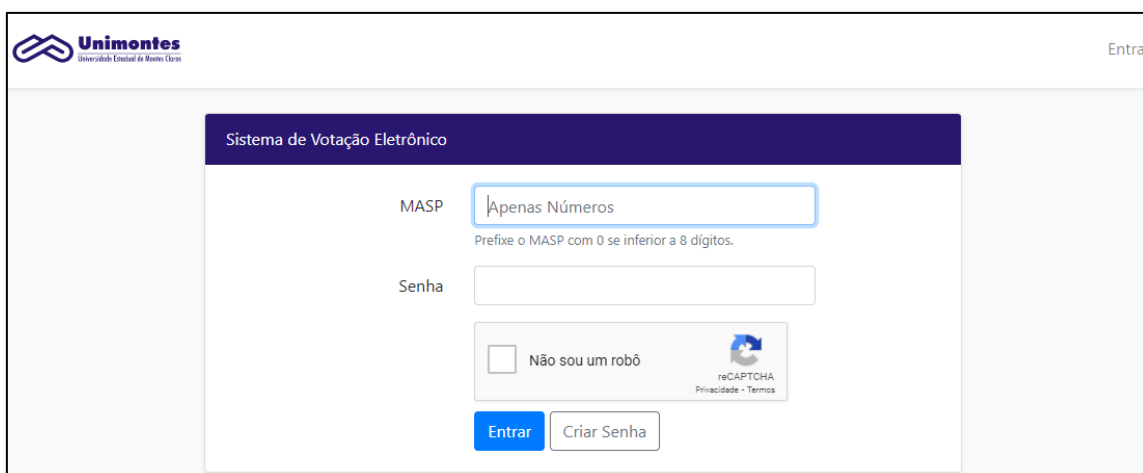 Unimontes
Universidade Estadual de Montes Claros
Entra
Sistema de Votação Eletrônico
MASP
Apenas Números
Prefixe o MASP com 0 se inferior a 8 dígitos.
Senha
Não sou um robô
reCAPTCHA
Privacidade - Termos
Entrar
Criar Senha